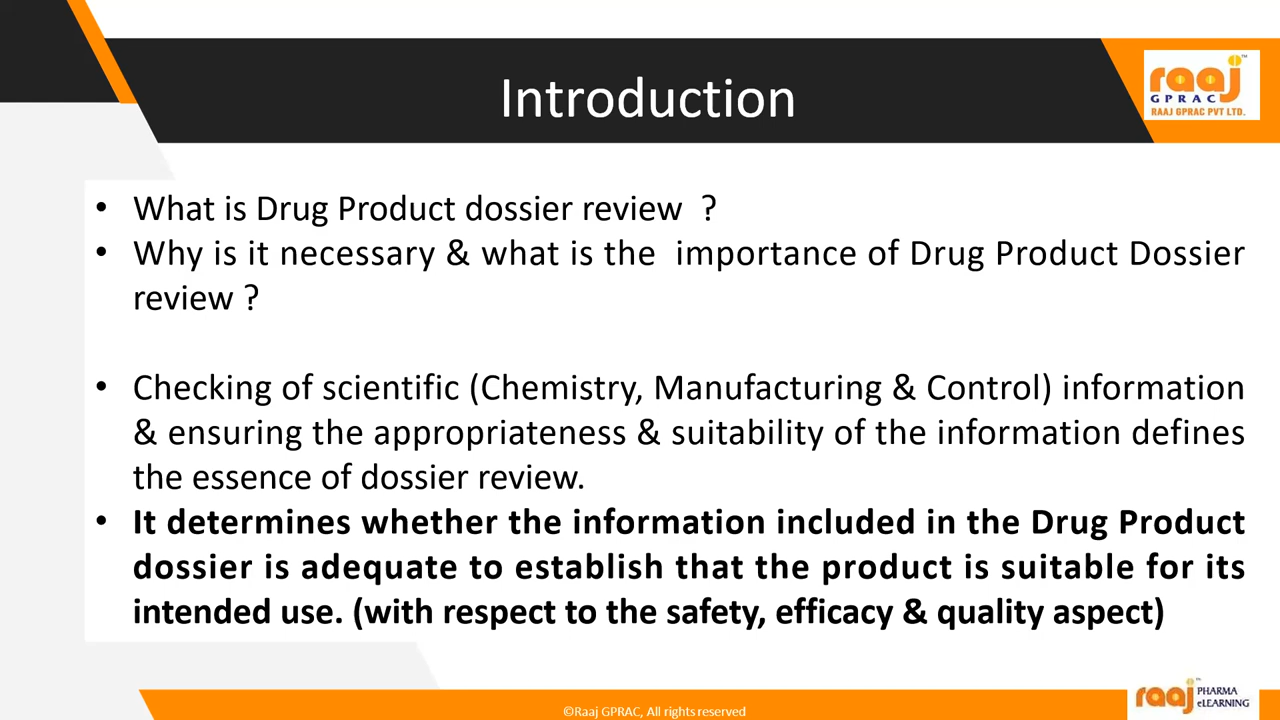 Introduction
raaj™
GPRAC
RAAJ GPRAC PVT LTD.
• What is Drug Product dossier review ?
• Why is it necessary & what is the importance of Drug Product Dossier
review ?
• Checking of scientific (Chemistry, Manufacturing & Control) information
& ensuring the appropriateness & suitability of the information defines
the essence of dossier review.
• It determines whether the information included in the Drug Product
dossier is adequate to establish that the product is suitable for its
intended use. (with respect to the safety, efficacy & quality aspect)
©Raaj GPRAC, All rights reserved
raaj™ PHARMA
eLEARNING